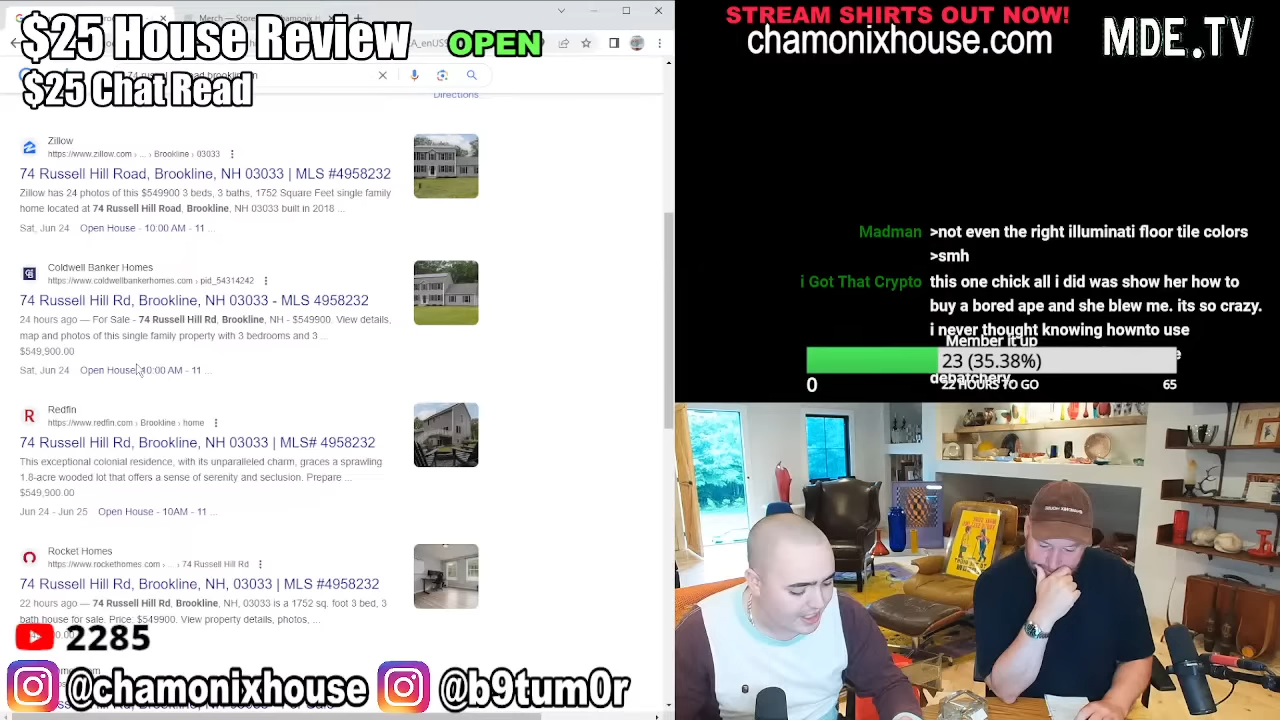 $25 House Review
OPEN
$25 Chat Read
Directions
Zillow
https://www.zillow.com › ... › Brookline › 03033
74 Russell Hill Road, Brookline, NH 03033 | MLS #4958232
Zillow has 24 photos of this $549900 3 beds, 3 baths, 1752 Square Feet single family
home located at 74 Russell Hill Road, Brookline, NH 03033 built in 2018 ...
Sat, Jun 24 Open House - 10:00 AM - 11 ...
Coldwell Banker Homes
https://www.coldwellbankerhomes.com › pid_54314242
74 Russell Hill Rd, Brookline, NH 03033 - MLS 4958232
24 hours ago — For Sale - 74 Russell Hill Rd, Brookline, NH - $549900. View details,
map and photos of this single family property with 3 bedrooms and 3 ...
$549,900.00
Sat, Jun 24 Open House 10:00 AM - 11 ...
Redfin
https://www.redfin.com › Brookline › home
74 Russell Hill Rd, Brookline, NH 03033 | MLS# 4958232
This exceptional colonial residence, with its unparalleled charm, graces a sprawling
1.8-acre wooded lot that offers a sense of serenity and seclusion. Prepare ...
$549,900.00
Jun 24 - Jun 25 Open House - 10AM - 11 ...
Rocket Homes
https://www.rockethomes.com › ... › 74 Russell Hill Rd
74 Russell Hill Rd, Brookline, NH, 03033 | MLS #4958232
22 hours ago — 74 Russell Hill Rd, Brookline, NH, 03033 is a 1752 sq. foot 3 bed, 3
bath house for sale. Price: $549900. View property details, photos, ...
2285
@chamonixhouse @b9tum0r
STREAM SHIRTS OUT NOW!
chamonixhouse.com
MDE.TV
Madman >not even the right illuminati floor tile colors
>smh
i Got That Crypto this one chick all i did was show her how to
buy a bored ape and she blew me. its so crazy.
i never thought knowing hownto use
Member it up
23 (35.38%)
debatchery
0 22 HOURS TO GO 65